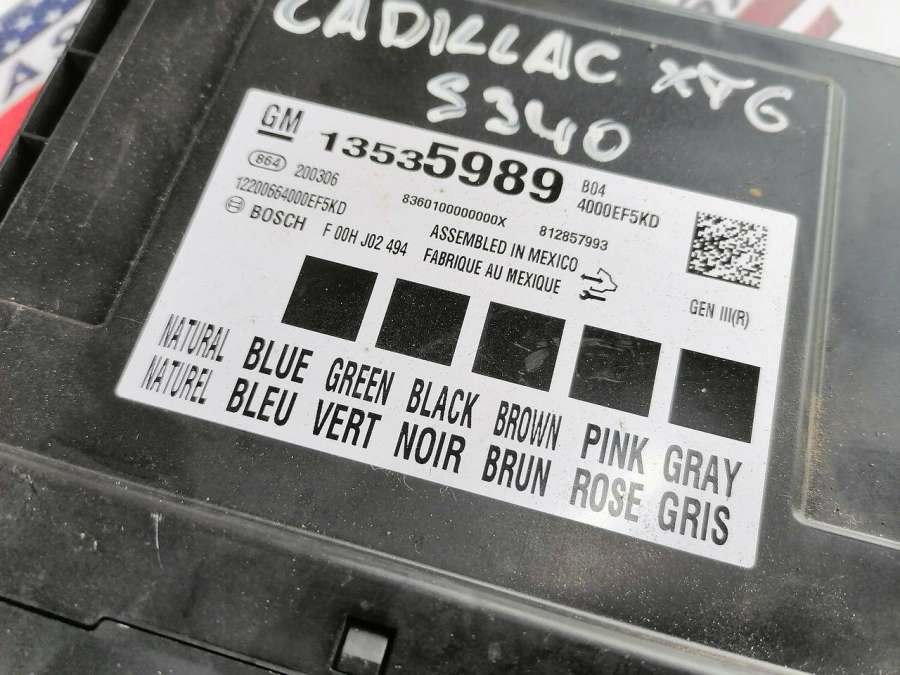 CADILLAC XT6
S340
GM 13535989 B04
864 200306 4000EF5KD
12200664000EF5KD 8360100000000X 812857993
BOSCH F 00H J02 494 ASSEMBLED IN MEXICO
FABRIQUE AU MEXIQUE
GEN III(R)
NATURAL BLUE GREEN BLACK BROWN PINK GRAY
NATUREL BLEU VERT NOIR BRUN ROSE GRIS